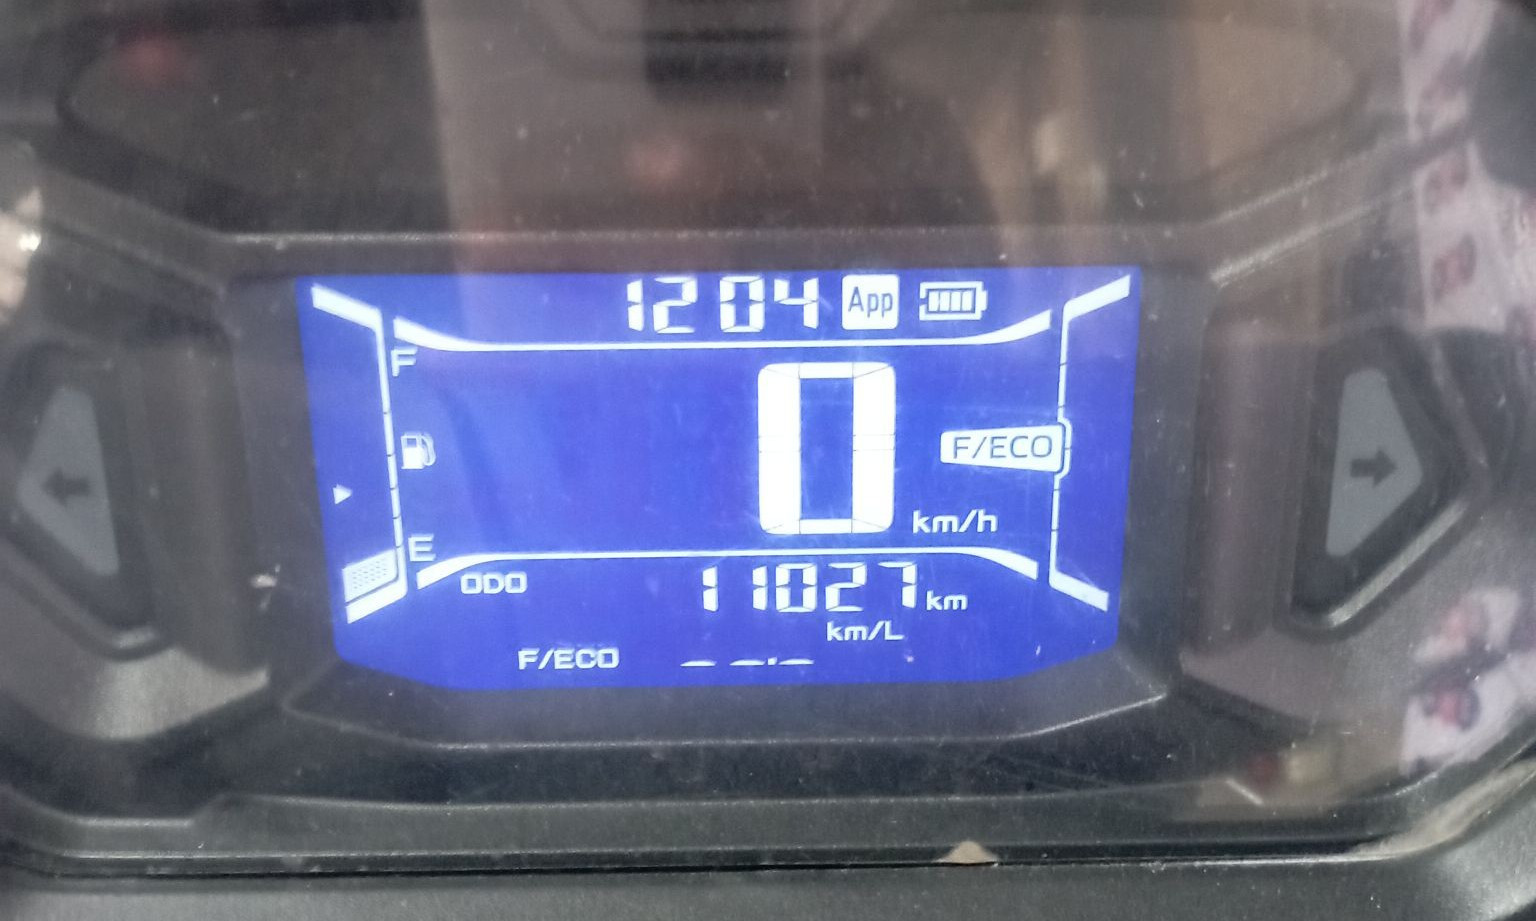 12 04 App
F
0
F/ECO
km/h
E
ODO 11027 km
km/L
F/ECO -- -.-